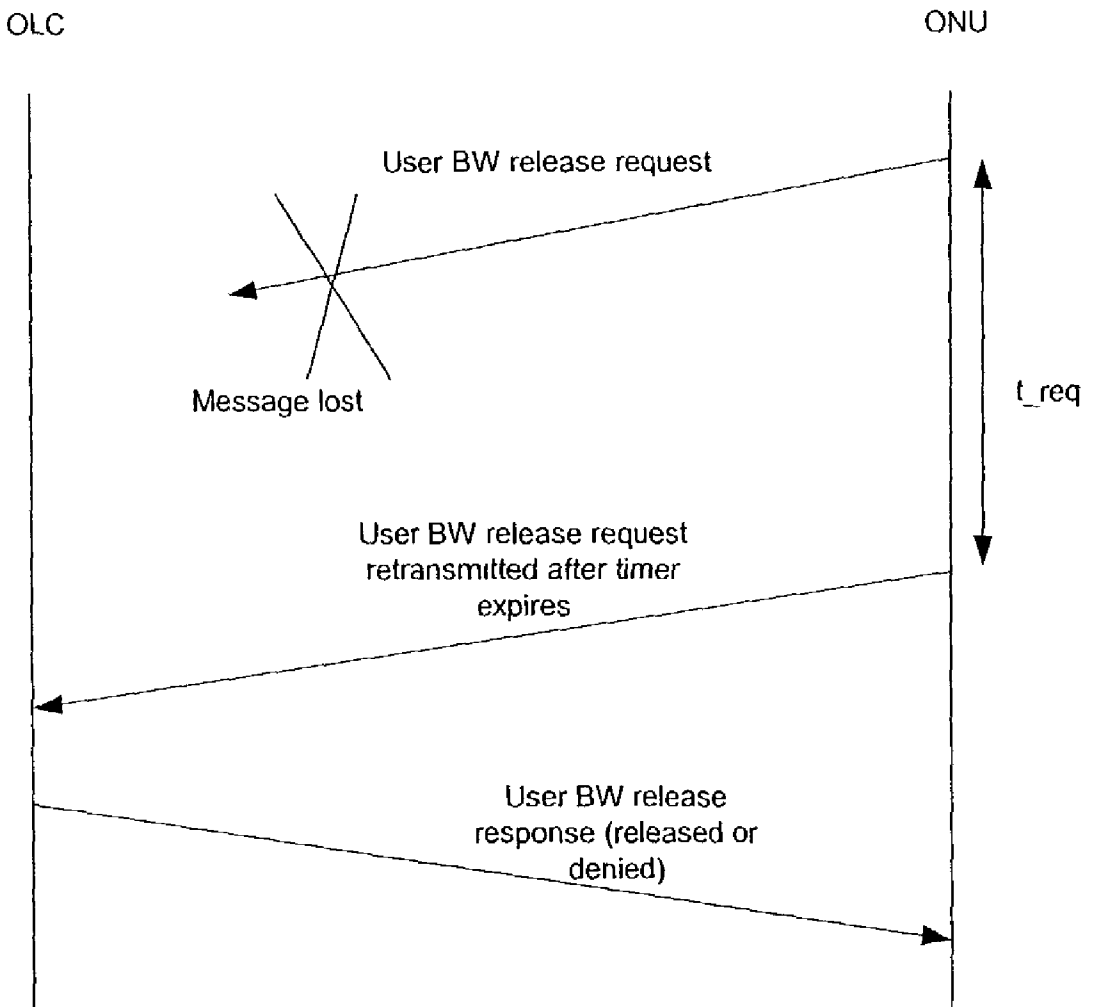 OLC
ONU
User BW release request
Message lost
t_req
User BW release request
retransmitted after timer
expires
User BW release
response (released or
denied)